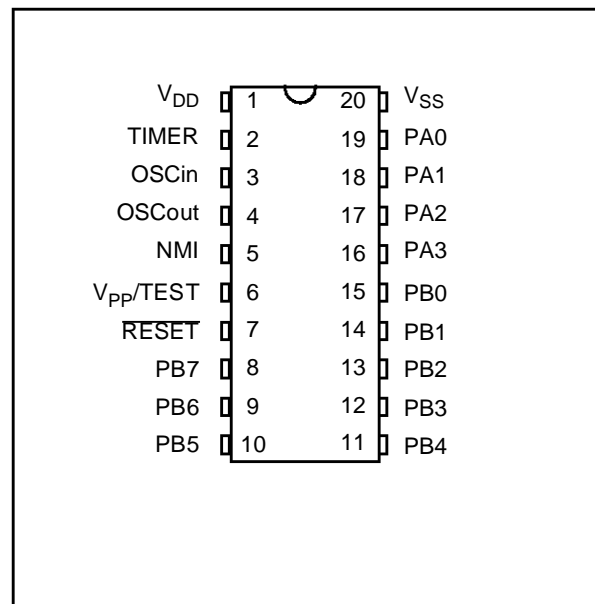 VDD 1 20 VSS
TIMER 2 19 PA0
OSCin 3 18 PA1
OSCout 4 17 PA2
NMI 5 16 PA3
VPP/TEST 6 15 PB0
RESET 7 14 PB1
PB7 8 13 PB2
PB6 9 12 PB3
PB5 10 11 PB4